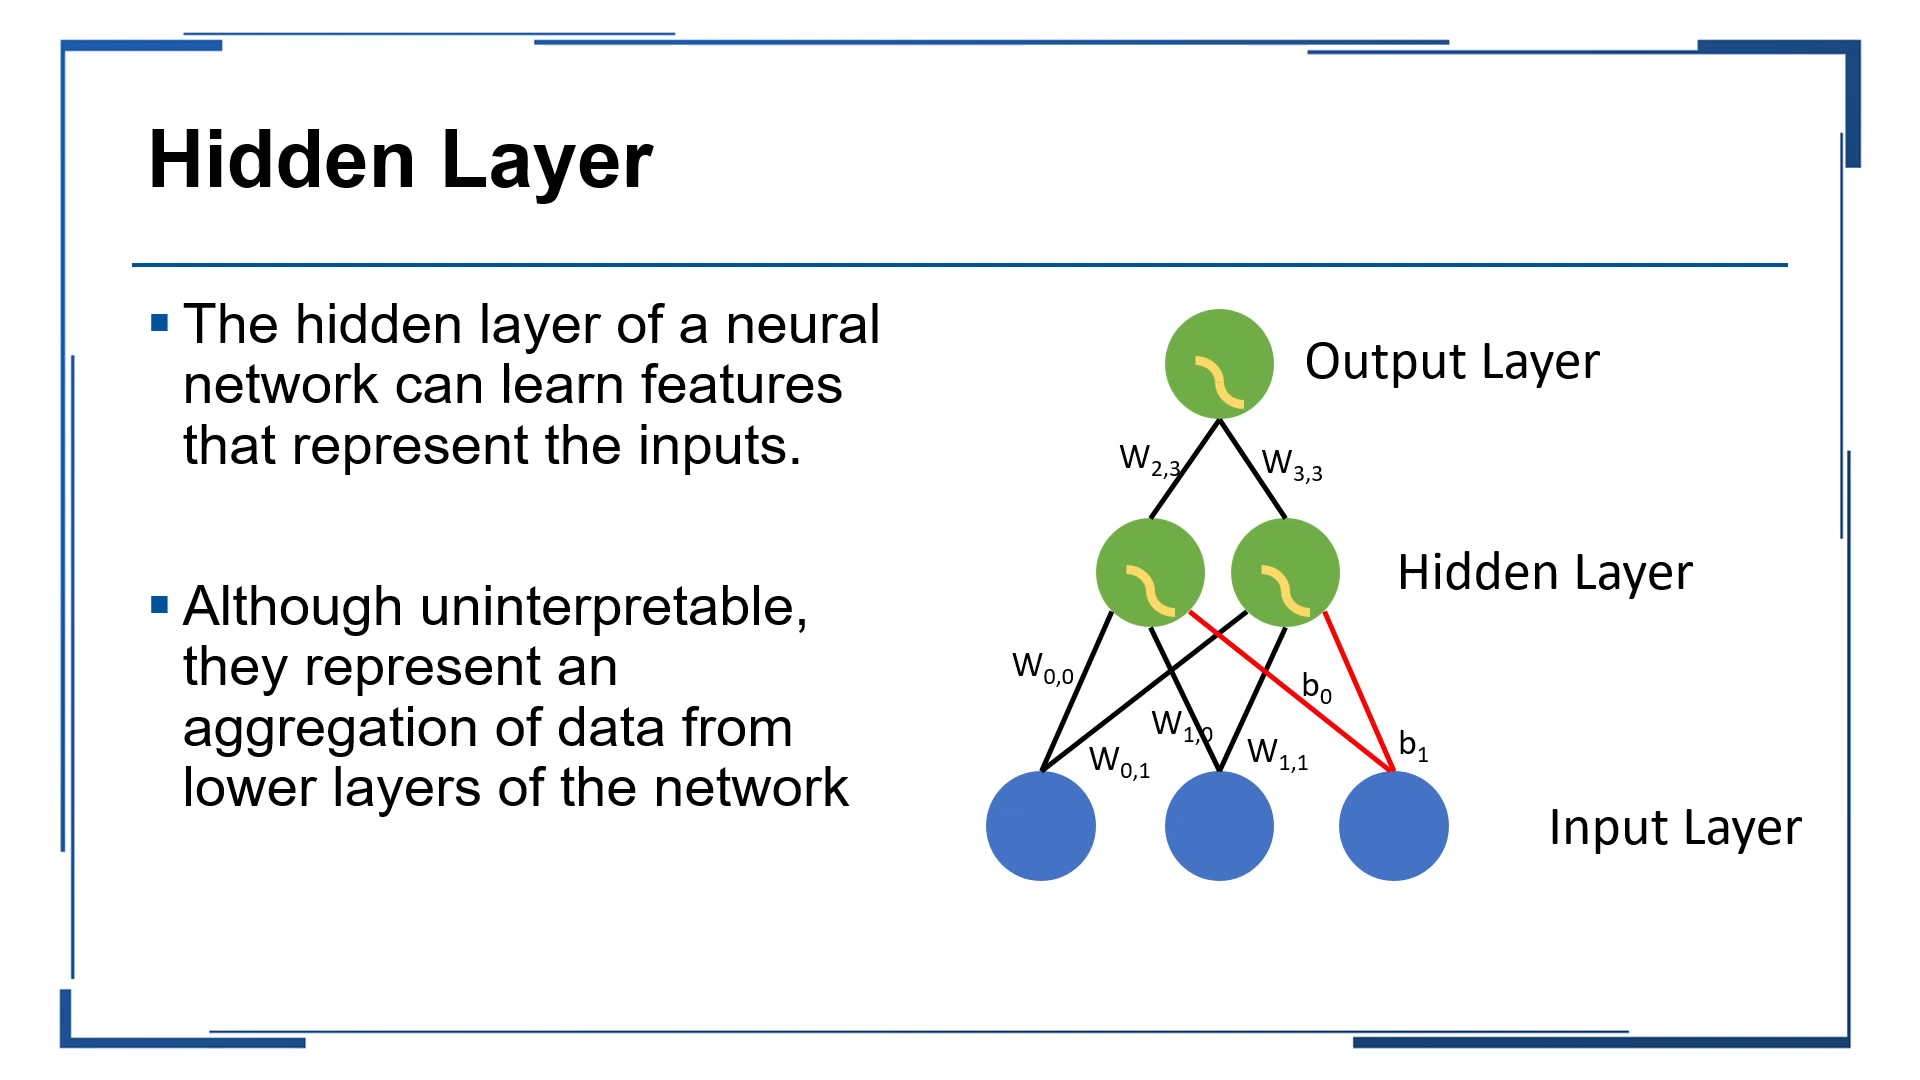 Hidden Layer
▪ The hidden layer of a neural
network can learn features
that represent the inputs.
▪ Although uninterpretable,
they represent an
aggregation of data from
lower layers of the network
Output Layer
W2,3
W3,3
Hidden Layer
W0,0
b0
W1,0
W0,1
W1,1
b1
Input Layer